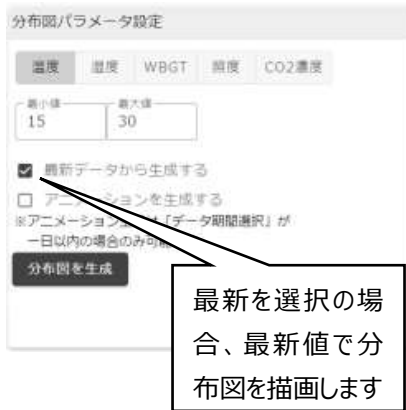 分布図パラメータ設定
温度 湿度 WBGT 照度 CO2濃度
最小値 最大値
15 30
最新データから生成する
アニメーションを生成する
※アニメーション は「データ期間選択」が
一日以内の場合のみ可能
分布図を生成
最新を選択の場
合、最新値で分
布図を描画します